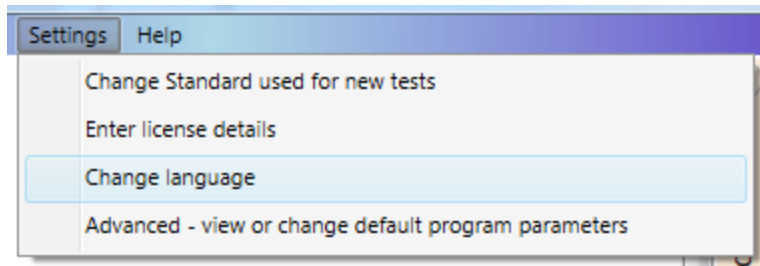 Settings Help
Change Standard used for new tests
Enter license details
Change language
Advanced - view or change default program parameters